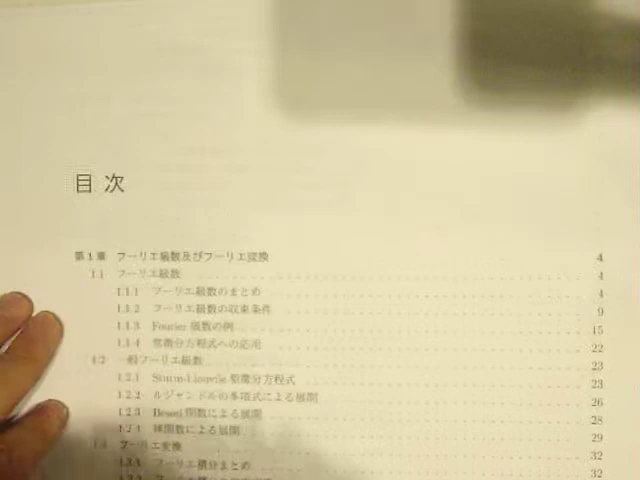 目 次
第1章 フーリエ級数及びフーリエ変換 4
1.1 フーリエ級数 4
1.1.1 フーリエ級数のまとめ 4
1.1.2 フーリエ級数の収束条件 9
1.1.3 Fourier 級数の例 15
1.1.4 常微分方程式への応用 22
1.2 一般フーリエ級数 23
1.2.1 Sturm-Liouville 型微分方程式 23
1.2.2 ルジャンドルの多項式による展開 26
1.2.3 Bessel 関数による展開 28
1.2.4 球関数による展開 29
フーリエ変換 32
フーリエ積分まとめ 32
32